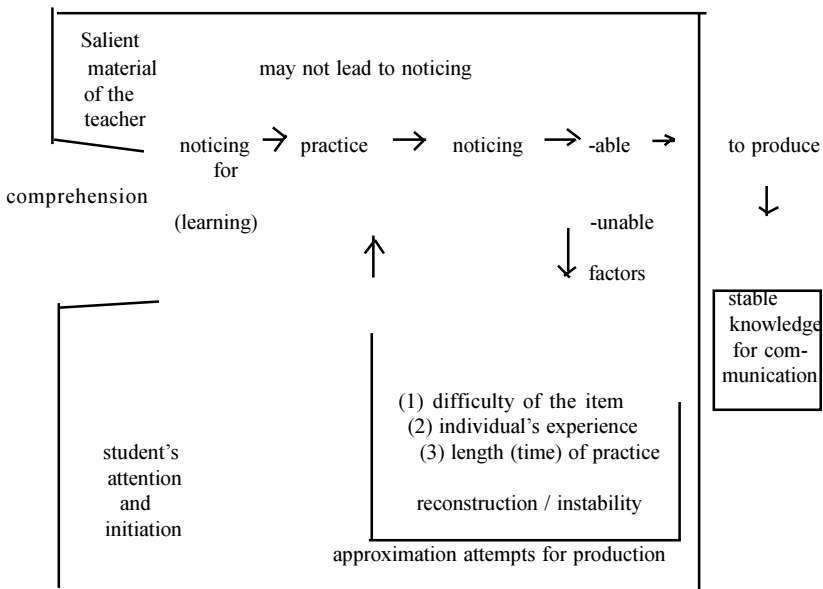 Salient
material
of the
teacher
may not lead to noticing
noticing
for
(learning)
practice
noticing
-able
to produce
comprehension
-unable
factors
stable
knowledge
for com-
munication
(1) difficulty of the item
(2) individual's experience
(3) length (time) of practice
reconstruction / instability
approximation attempts for production
student's
attention
and
initiation